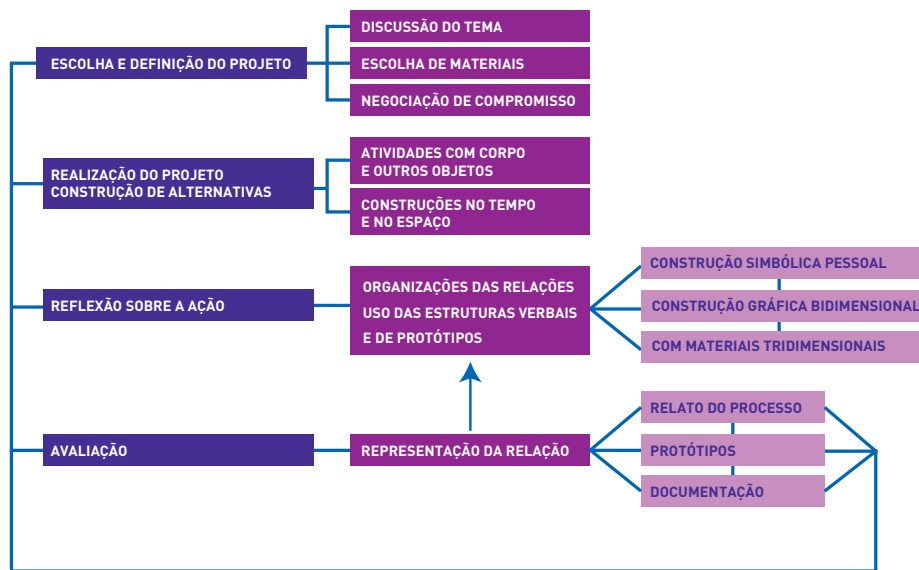 ESCOLHA E DEFINIÇÃO DO PROJETO
DISCUSSÃO DO TEMA
ESCOLHA DE MATERIAIS
NEGOCIAÇÃO DE COMPROMISSO
REALIZAÇÃO DO PROJETO
CONSTRUÇÃO DE ALTERNATIVAS
ATIVIDADES COM CORPO
E OUTROS OBJETOS
CONSTRUÇÕES NO TEMPO
E NO ESPAÇO
REFLEXÃO SOBRE A AÇÃO
ORGANIZAÇÕES DAS RELAÇÕES
USO DAS ESTRUTURAS VERBAIS
E DE PROTÓTIPOS
CONSTRUÇÃO SIMBÓLICA PESSOAL
CONSTRUÇÃO GRÁFICA BIDIMENSIONAL
COM MATERIAIS TRIDIMENSIONAIS
AVALIAÇÃO
REPRESENTAÇÃO DA RELAÇÃO
RELATO DO PROCESSO
PROTÓTIPOS
DOCUMENTAÇÃO